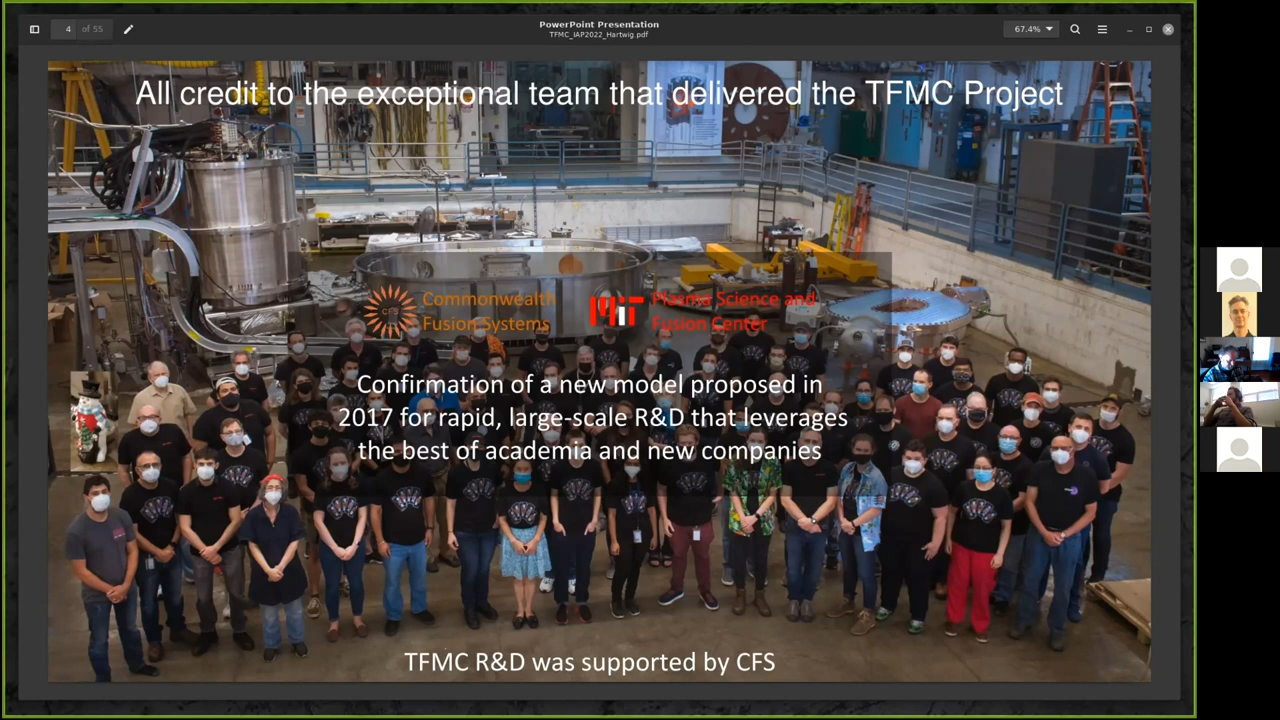 4 of 55
PowerPoint Presentation
TFMC_IAP2022_Hartwig.pdf
67.4%
All credit to the exceptional team that delivered the TFMC Project
CFS
Commonwealth
Fusion Systems
MIT
Plasma Science and
Fusion Center
Confirmation of a new model proposed in
2017 for rapid, large-scale R&D that leverages
the best of academia and new companies
TFMC R&D was supported by CFS